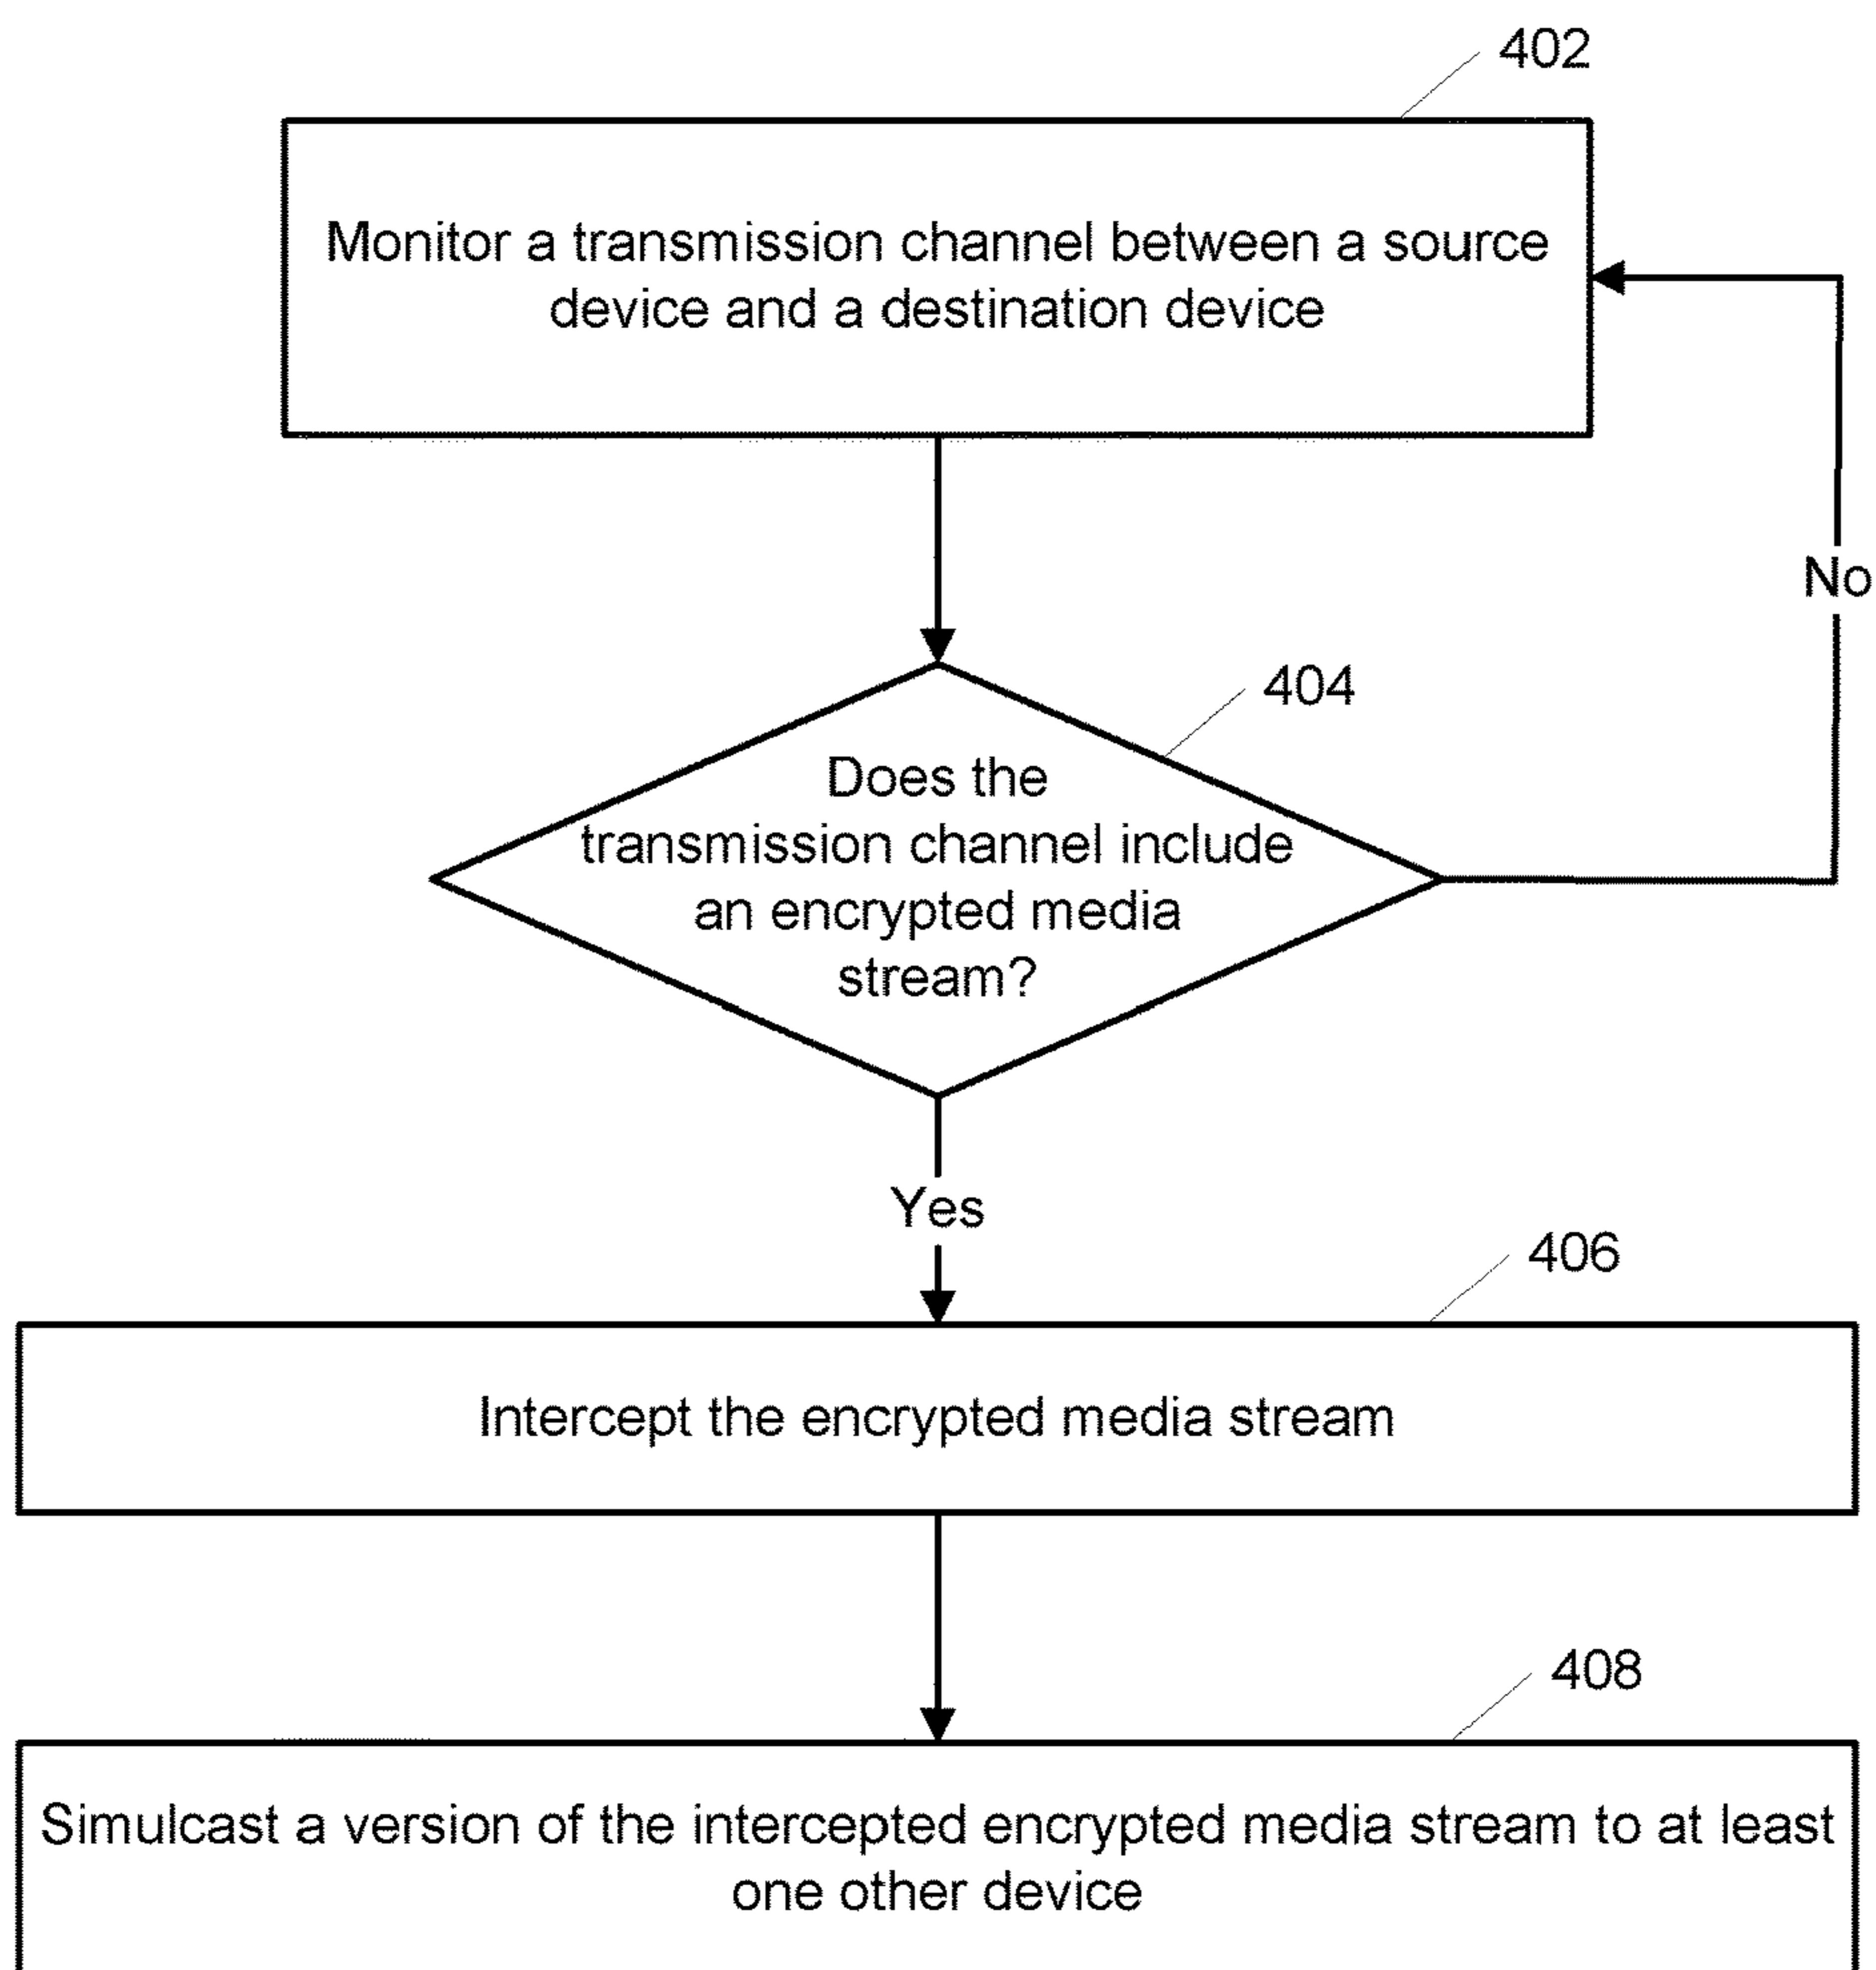 402
Monitor a transmission channel between a source
device and a destination device
No
404
Does the
transmission channel include
an encrypted media
stream?
Yes
406
Intercept the encrypted media stream
408
Simulcast a version of the intercepted encrypted media stream to at least
one other device